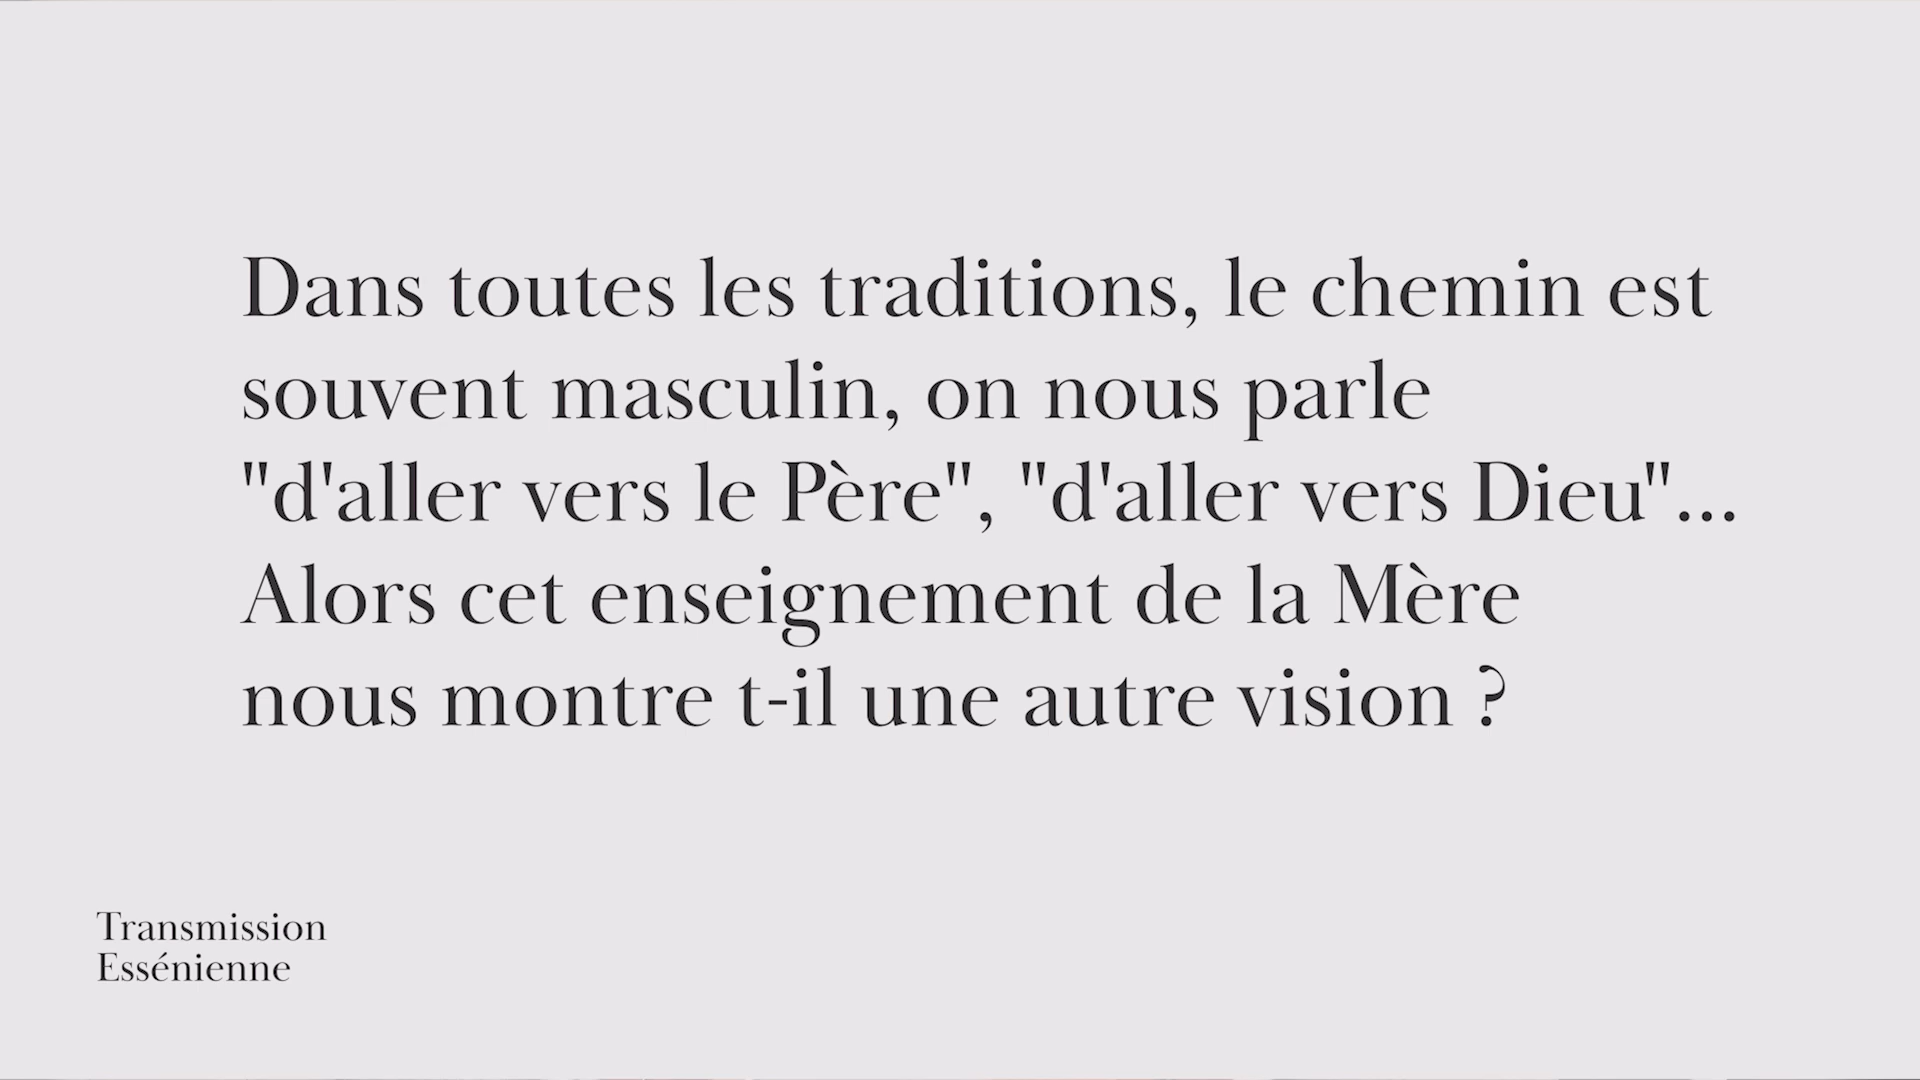 Dans toutes les traditions, le chemin est
souvent masculin, on nous parle
"d'aller vers le Père", "d'aller vers Dieu"...
Alors cet enseignement de la Mère
nous montre t-il une autre vision ?
Transmission
Essénienne